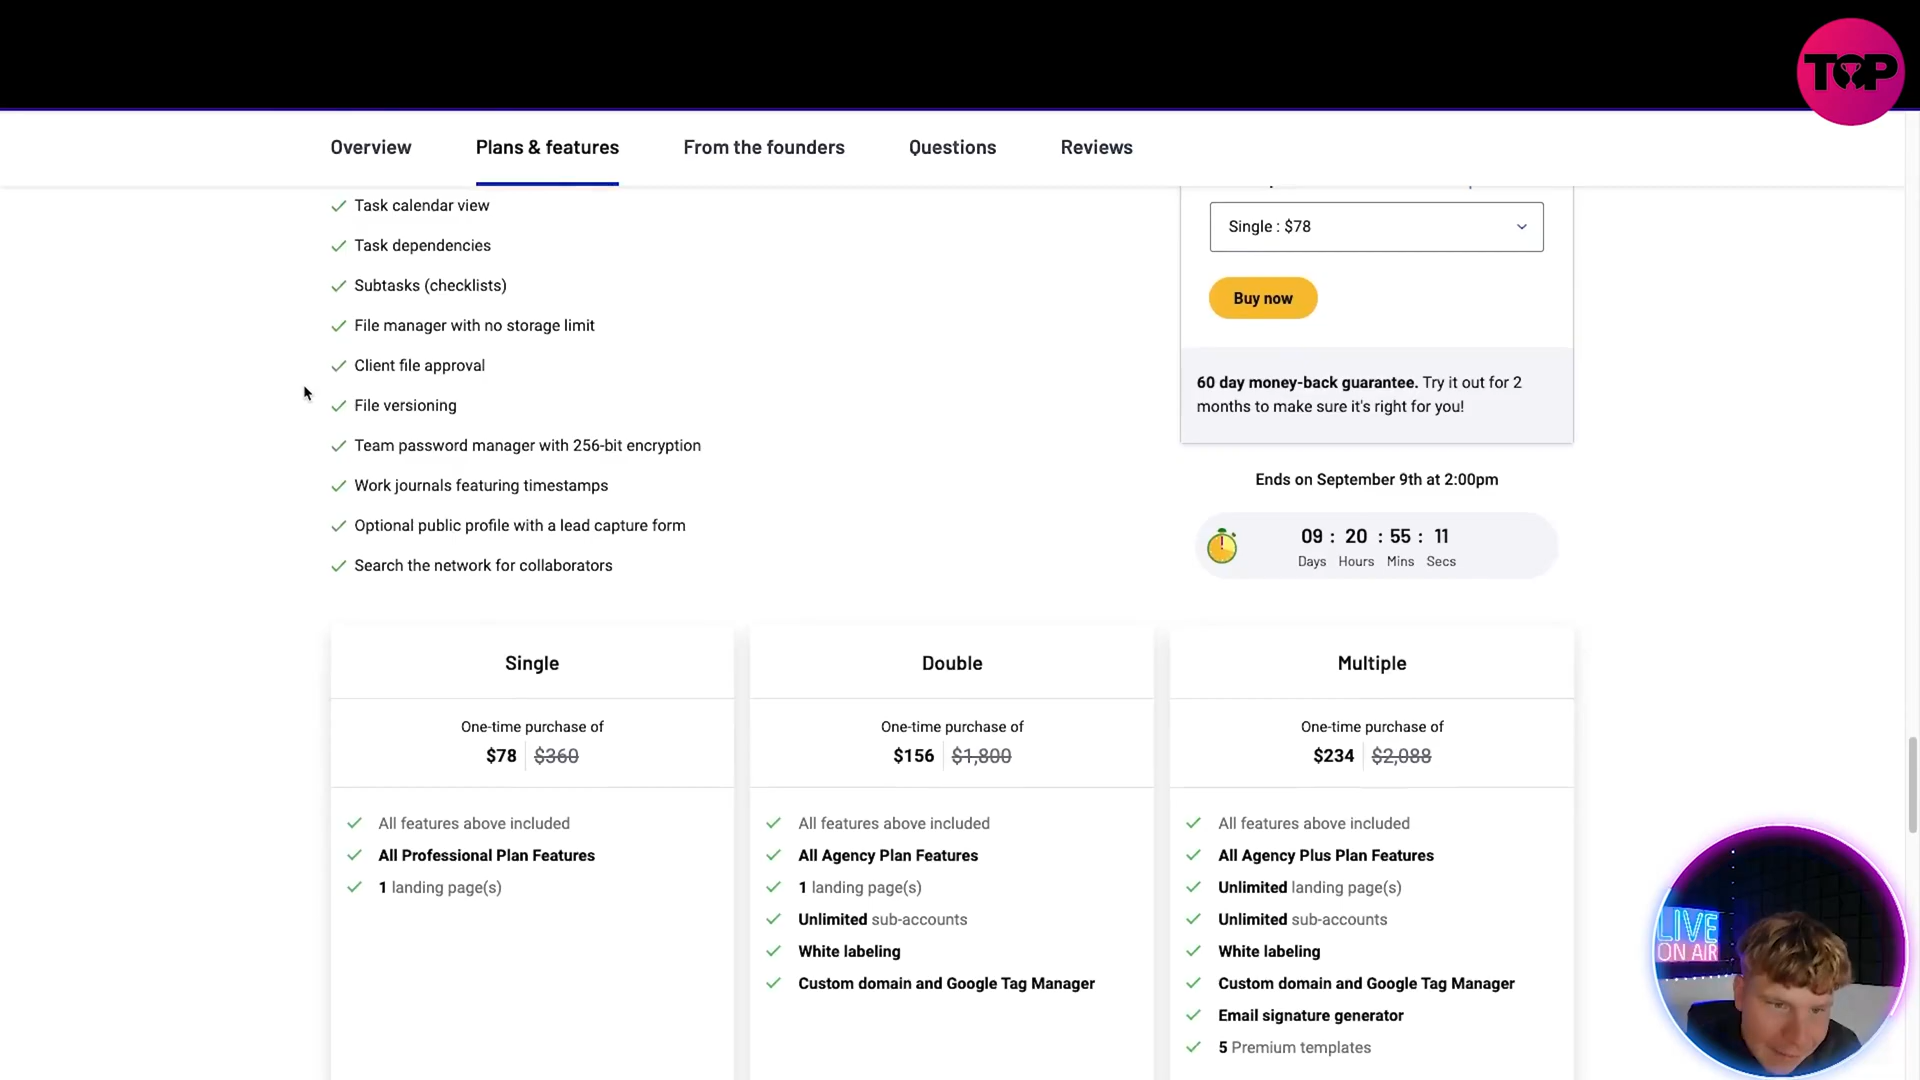 TOP
Overview
Plans & features
From the founders
Questions
Reviews
Task calendar view
Task dependencies
Subtasks (checklists)
File manager with no storage limit
Client file approval
File versioning
Team password manager with 256-bit encryption
Work journals featuring timestamps
Optional public profile with a lead capture form
Search the network for collaborators
Single : $78
Buy now
60 day money-back guarantee. Try it out for 2
months to make sure it's right for you!
Ends on September 9th at 2:00pm
09 : 20 : 55 : 11
Days Hours Mins Secs
Single
One-time purchase of
$78 $360
All features above included
All Professional Plan Features
1 landing page(s)
Double
One-time purchase of
$156 $1,800
All features above included
All Agency Plan Features
1 landing page(s)
Unlimited sub-accounts
White labeling
Custom domain and Google Tag Manager
Multiple
One-time purchase of
$234 $2,088
All features above included
All Agency Plus Plan Features
Unlimited landing page(s)
Unlimited sub-accounts
White labeling
Custom domain and Google Tag Manager
Email signature generator
5 Premium templates
LIVE
ON AIR